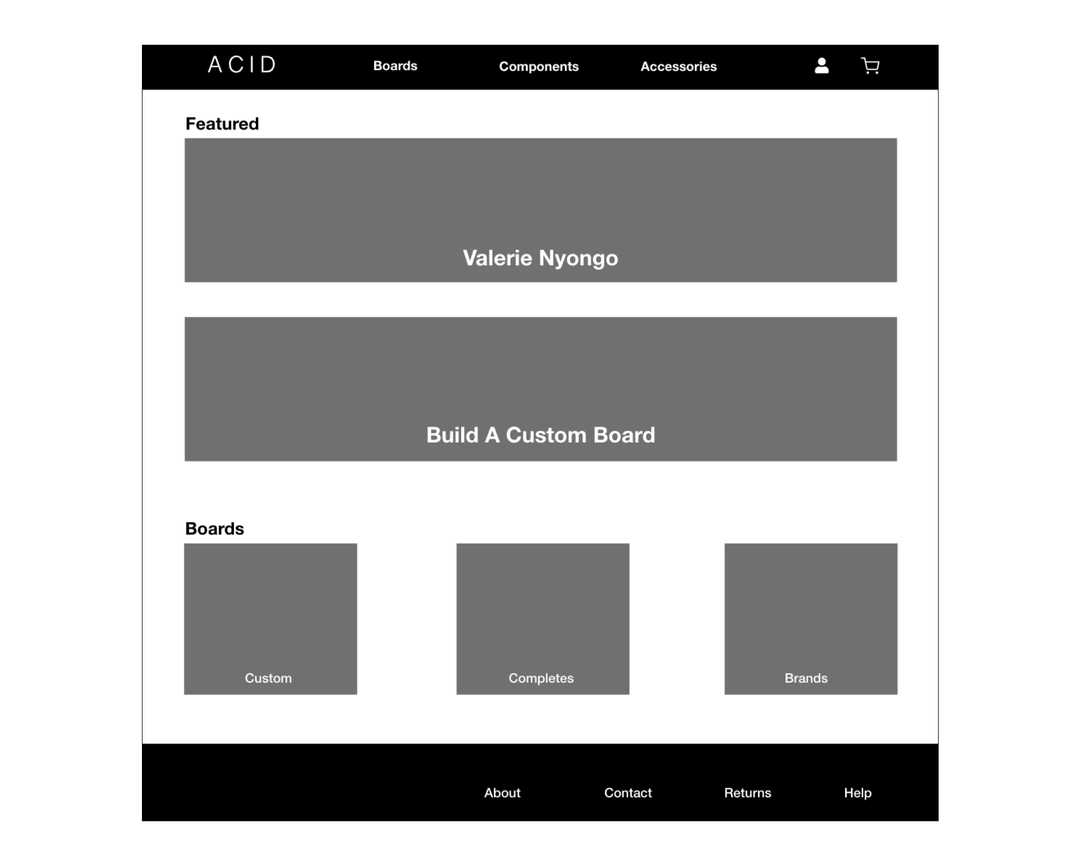 ACID
Boards
Components
Accessories
Featured
Valerie Nyongo
Build A Custom Board
Boards
Custom
Completes
Brands
About
Contact
Returns
Help